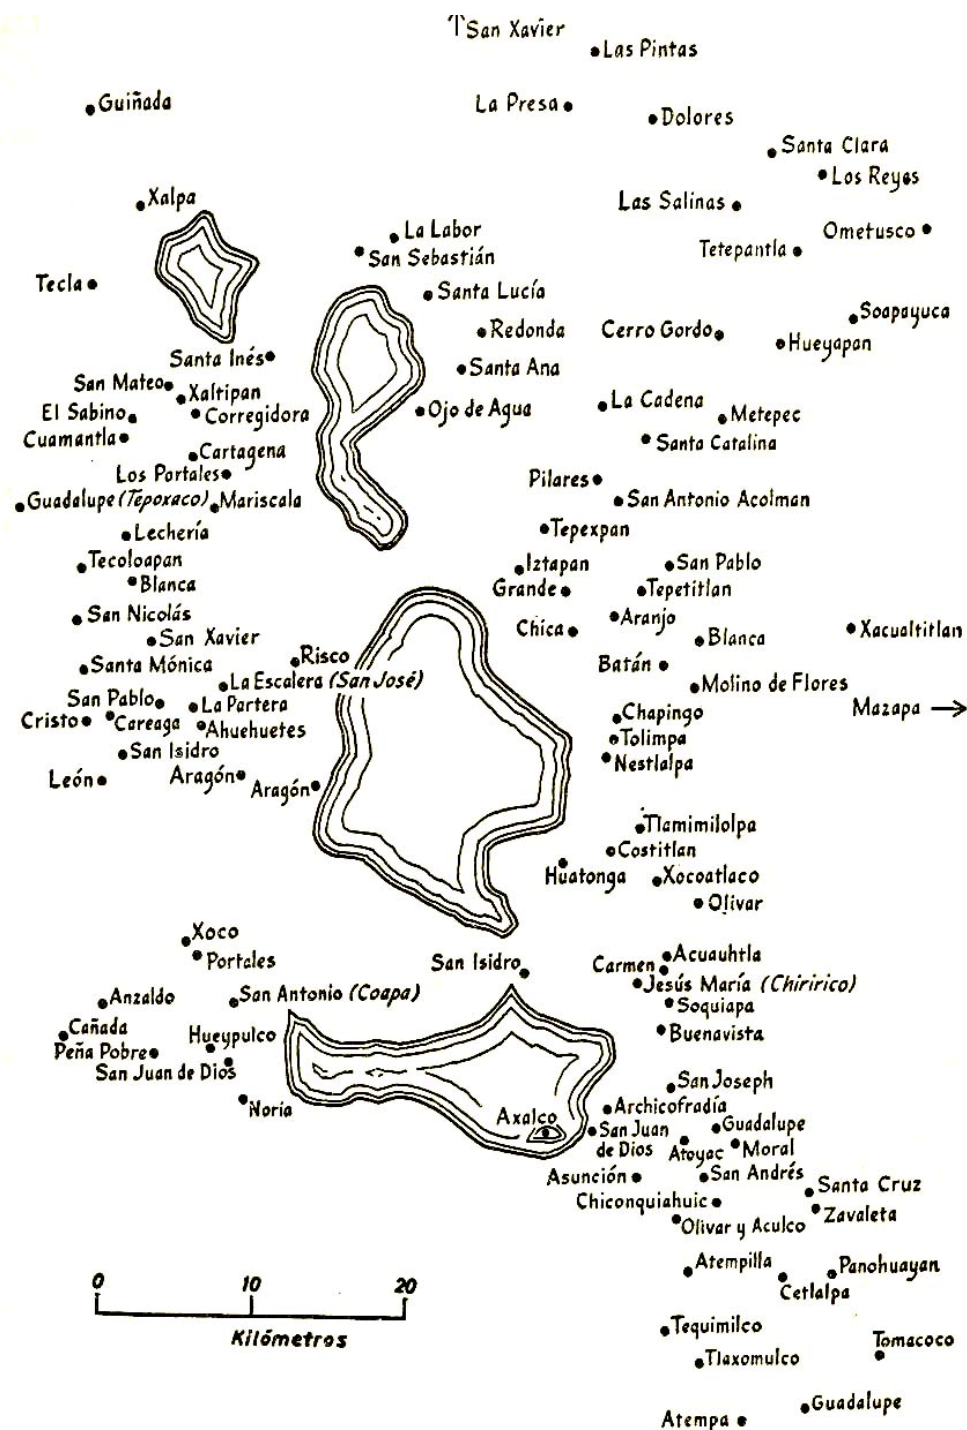 ↑San Xavier
Las Pintas
Guiñada
La Presa
Dolores
Santa Clara
Los Reyes
Xalpa
Las Salinas
La Labor
Ometusco
San Sebastián
Tetepantla
Tecla
Santa Lucía
Soapayuca
Redonda
Cerro Gordo
Hueyapan
Santa Inés
Santa Ana
San Mateo
Xaltipan
La Cadena
El Sabino
Corregidora
Ojo de Agua
Metepec
Cuamantla
Santa Catalina
Cartagena
Los Portales
Pilares
Guadalupe (Tepoxaco)
Mariscala
San Antonio Acolman
Lechería
Tepexpan
Tecoloapan
Iztapan
San Pablo
Blanca
Grande
Tepetitlan
San Nicolás
Aranjo
San Xavier
Chica
Blanca
Xacualtitlan
Santa Mónica
Risco
Batán
La Escalera (San José)
Molino de Flores
San Pablo
La Partera
Mazapa →
Cristo
Careaga
Ahuehuetes
Chapingo
San Isidro
Tolimpa
León
Aragón
Aragón
Nestlalpa
Tlamimilolpa
Costitlan
Huatonga
Xocoatlaco
Olivar
Xoco
Portales
San Isidro
Carmen
Acuauhtla
Jesús María (Chiririco)
Anzaldo
San Antonio (Coapa)
Soquiapa
Cañada
Hueypulco
Buenavista
Peña Pobre
San Juan de Dios
San Joseph
Noria
Axalco
Archicofradía
San Juan
de Dios
Guadalupe
Atoyac
Moral
Asunción
San Andrés
Chiconquiahuic
Santa Cruz
Olivar y Aculco
Zavaleta
Atempilla
Panohuayan
Cetlalpa
0 10 20
Kilómetros
Tequimilco
Tomacoco
Tlaxomulco
Guadalupe
Atempa